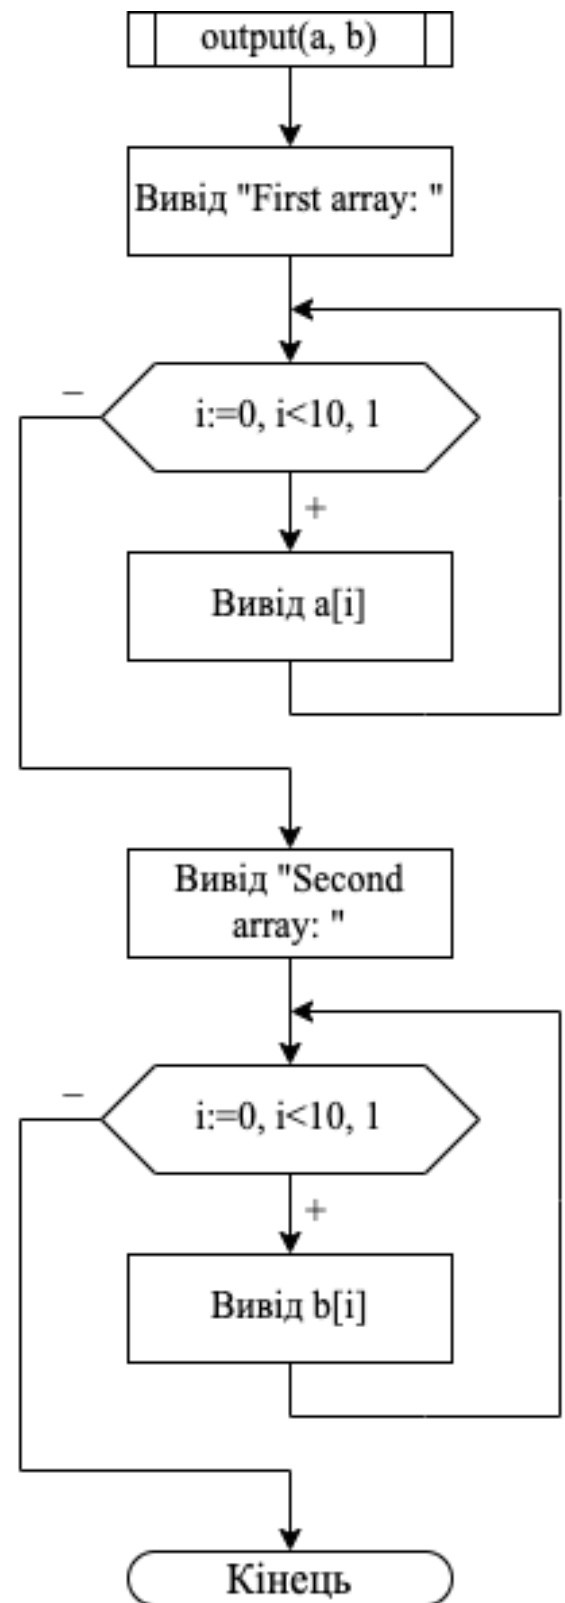 output(a, b)
Вивід "First array: "
i:=0, i<10, 1
–
+
Вивід a[i]
Вивід "Second
array: "
i:=0, i<10, 1
–
+
Вивід b[i]
Кінець